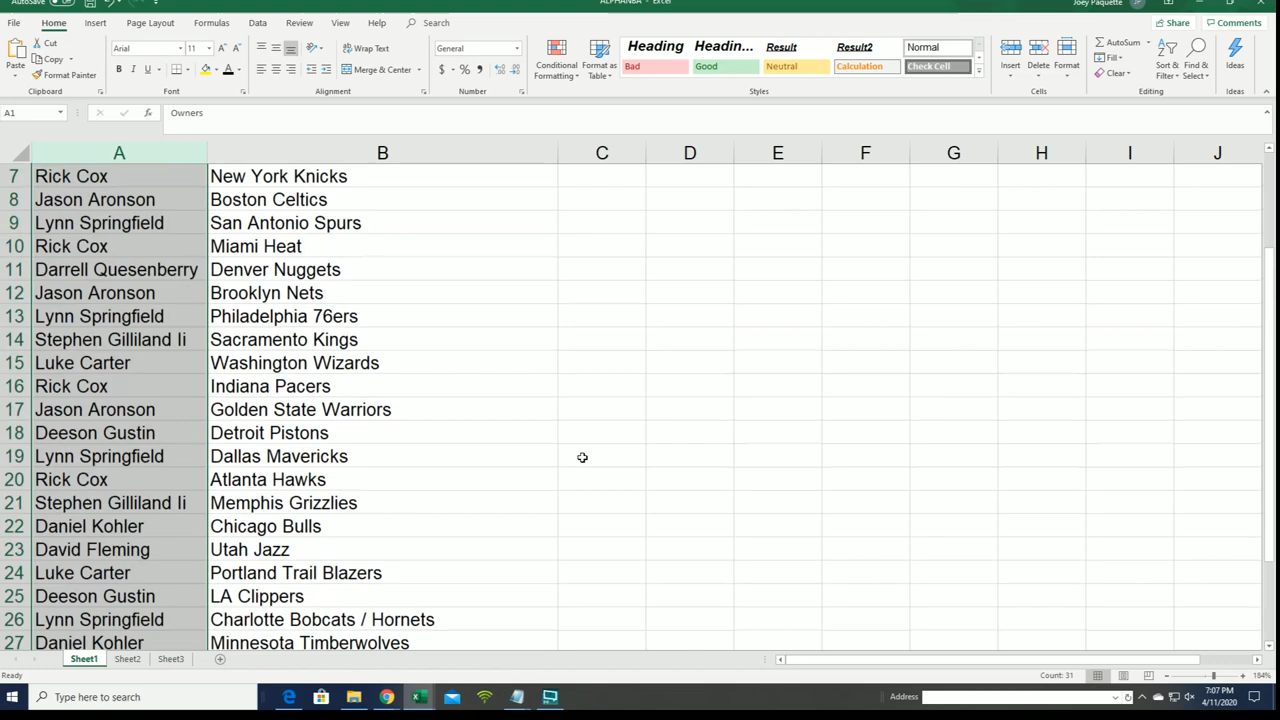 AutoSave Off ALPHANBA - Excel Joey Paquette JP
File Home Insert Page Layout Formulas Data Review View Help Search Share Comments
Paste Cut Copy Format Painter Clipboard
Arial 11 A A B I U A Font
Wrap Text Merge & Center Alignment
General $ % , Number
Conditional Formatting Format as Table
Heading Headin... Result Result2 Normal
Bad Good Neutral Calculation Check Cell
Styles
Insert Delete Format Cells
AutoSum Fill Clear Sort & Filter Find & Select Editing
Ideas Ideas
A1 fx Owners
A B C D E F G H I J
7 Rick Cox New York Knicks
8 Jason Aronson Boston Celtics
9 Lynn Springfield San Antonio Spurs
10 Rick Cox Miami Heat
11 Darrell Quesenberry Denver Nuggets
12 Jason Aronson Brooklyn Nets
13 Lynn Springfield Philadelphia 76ers
14 Stephen Gilliland Ii Sacramento Kings
15 Luke Carter Washington Wizards
16 Rick Cox Indiana Pacers
17 Jason Aronson Golden State Warriors
18 Deeson Gustin Detroit Pistons
19 Lynn Springfield Dallas Mavericks
20 Rick Cox Atlanta Hawks
21 Stephen Gilliland Ii Memphis Grizzlies
22 Daniel Kohler Chicago Bulls
23 David Fleming Utah Jazz
24 Luke Carter Portland Trail Blazers
25 Deeson Gustin LA Clippers
26 Lynn Springfield Charlotte Bobcats / Hornets
27 Daniel Kohler Minnesota Timberwolves
Sheet1 Sheet2 Sheet3
Ready Count: 31 184%
Type here to search Address 7:07 PM
4/11/2020